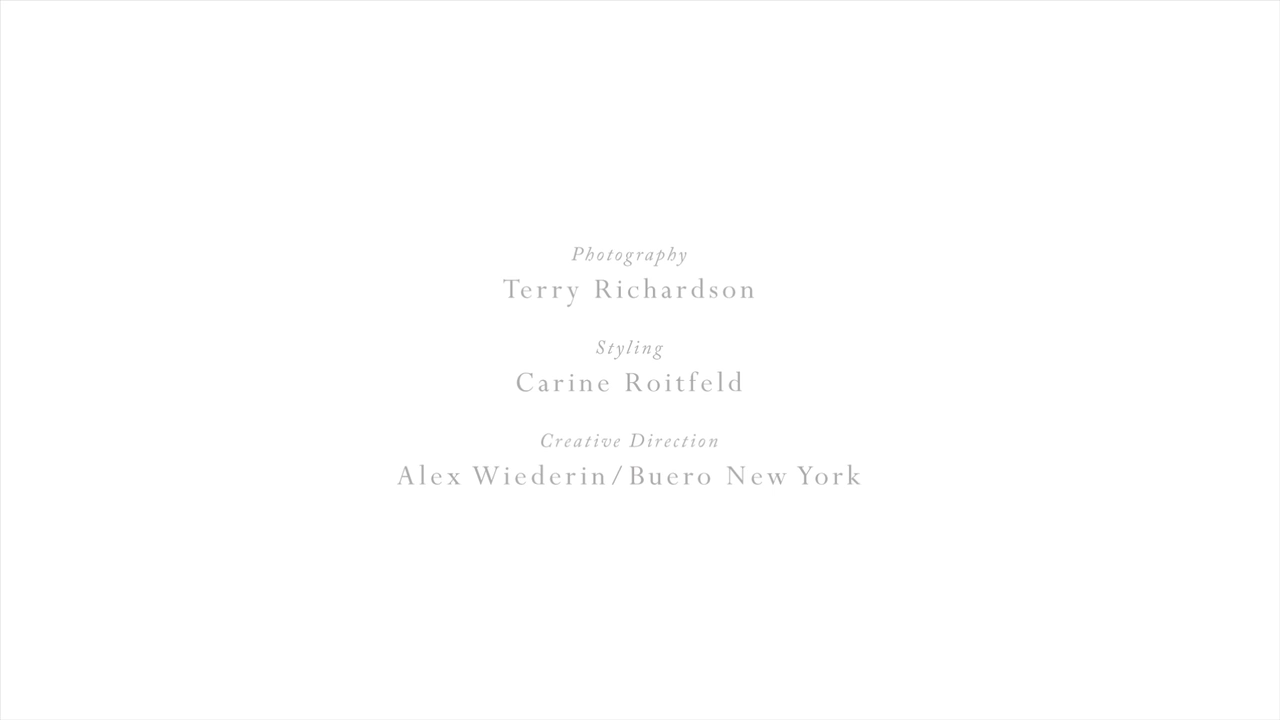 Photography
Terry Richardson
Styling
Carine Roitfeld
Creative Direction
Alex Wiederin/Buero New York